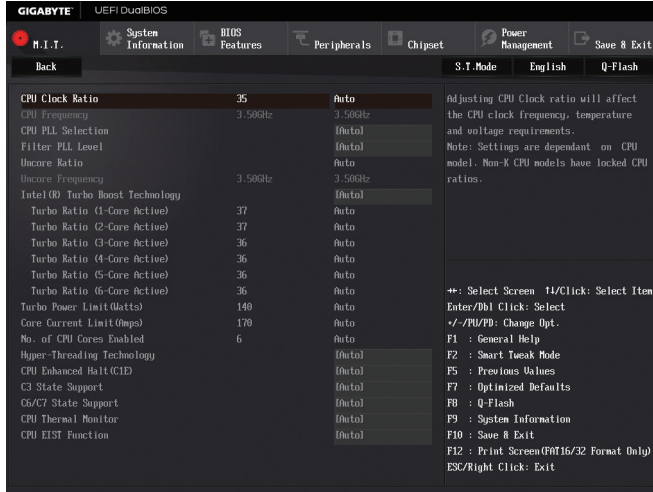 GIGABYTE™ UEFI DualBIOS
M.I.T. System Information BIOS Features Peripherals Chipset Power Management Save & Exit
Back S.T.Mode English Q-Flash
CPU Clock Ratio 35 Auto
CPU Frequency 3.50GHz 3.50GHz
CPU PLL Selection [Auto]
Filter PLL Level [Auto]
Uncore Ratio Auto
Uncore Frequency 3.50GHz 3.50GHz
Intel(R) Turbo Boost Technology [Auto]
Turbo Ratio (1-Core Active) 37 Auto
Turbo Ratio (2-Core Active) 37 Auto
Turbo Ratio (3-Core Active) 36 Auto
Turbo Ratio (4-Core Active) 36 Auto
Turbo Ratio (5-Core Active) 36 Auto
Turbo Ratio (6-Core Active) 36 Auto
Turbo Power Limit(Watts) 140 Auto
Core Current Limit(Amps) 170 Auto
No. of CPU Cores Enabled 6 Auto
Hyper-Threading Technology [Auto]
CPU Enhanced Halt(C1E) [Auto]
C3 State Support [Auto]
C6/C7 State Support [Auto]
CPU Thermal Monitor [Auto]
CPU EIST Function [Auto]
Adjusting CPU Clock ratio will affect
the CPU clock frequency, temperature
and voltage requirements.
Note: Settings are dependant on CPU
model. Non-K CPU models have locked CPU
ratios.
→←: Select Screen ↑↓/Click: Select Item
Enter/Dbl Click: Select
+/-/PU/PD: Change Opt.
F1 : General Help
F2 : Smart Tweak Mode
F5 : Previous Values
F7 : Optimized Defaults
F8 : Q-Flash
F9 : System Information
F10 : Save & Exit
F12 : Print Screen(FAT16/32 Format Only)
ESC/Right Click: Exit